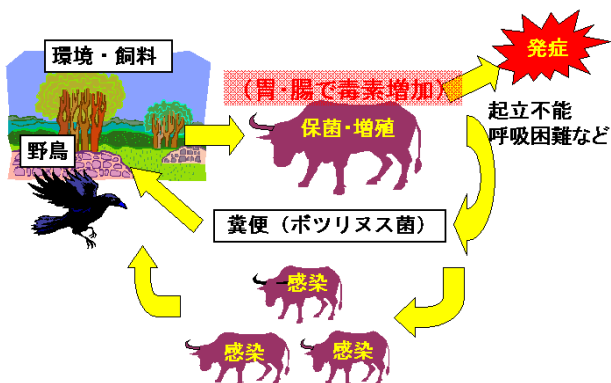 環境・飼料
発症
(胃・腸で毒素増加)
起立不能
呼吸困難など
保菌・増殖
野鳥
糞便（ボツリヌス菌）
感染
感染
感染